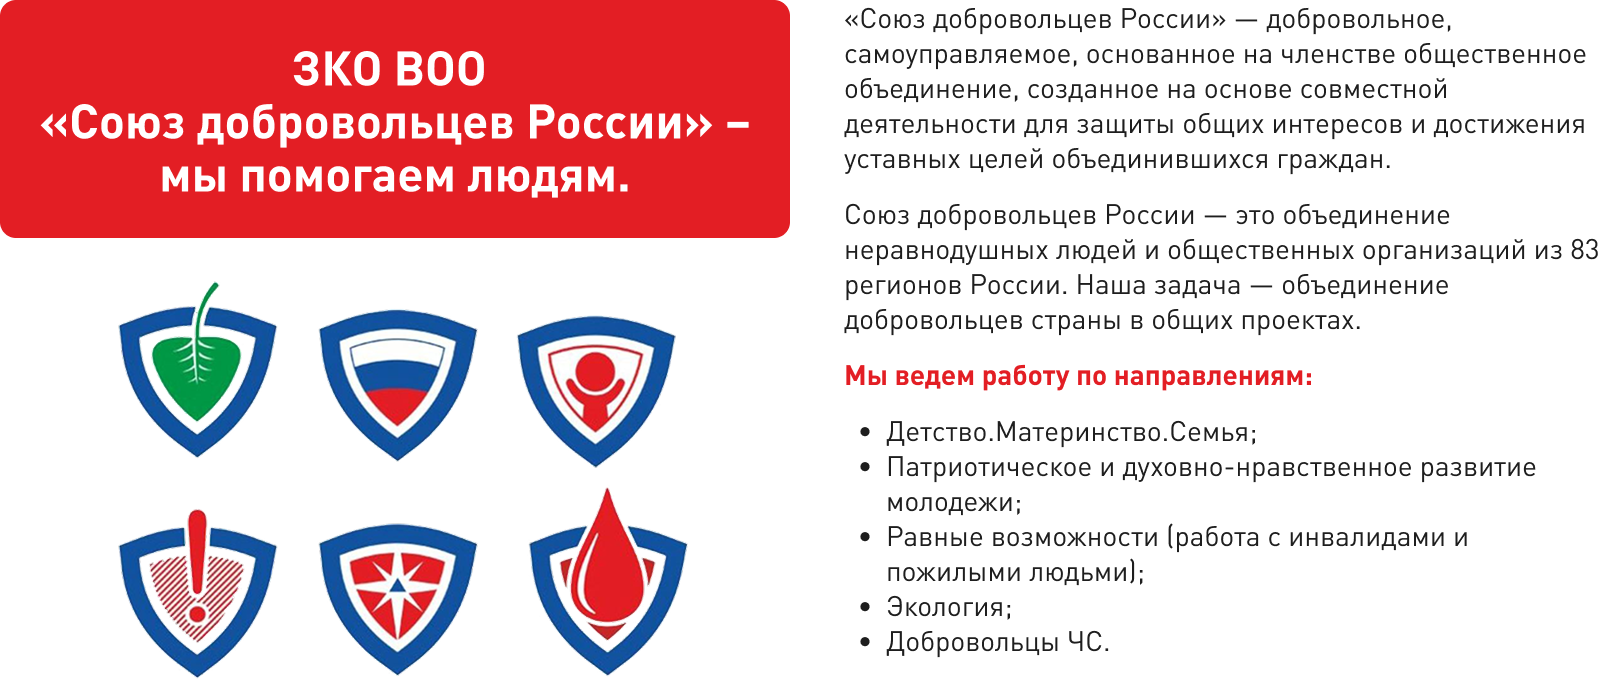 ЗКО ВОО
«Союз добровольцев России» –
мы помогаем людям.
«Союз добровольцев России» — добровольное,
самоуправляемое, основанное на членстве общественное
объединение, созданное на основе совместной
деятельности для защиты общих интересов и достижения
уставных целей объединившихся граждан.
Союз добровольцев России — это объединение
неравнодушных людей и общественных организаций из 83
регионов России. Наша задача — объединение
добровольцев страны в общих проектах.
Мы ведем работу по направлениям:
• Детство.Материнство.Семья;
• Патриотическое и духовно-нравственное развитие
молодежи;
• Равные возможности (работа с инвалидами и
пожилыми людьми);
• Экология;
• Добровольцы ЧС.